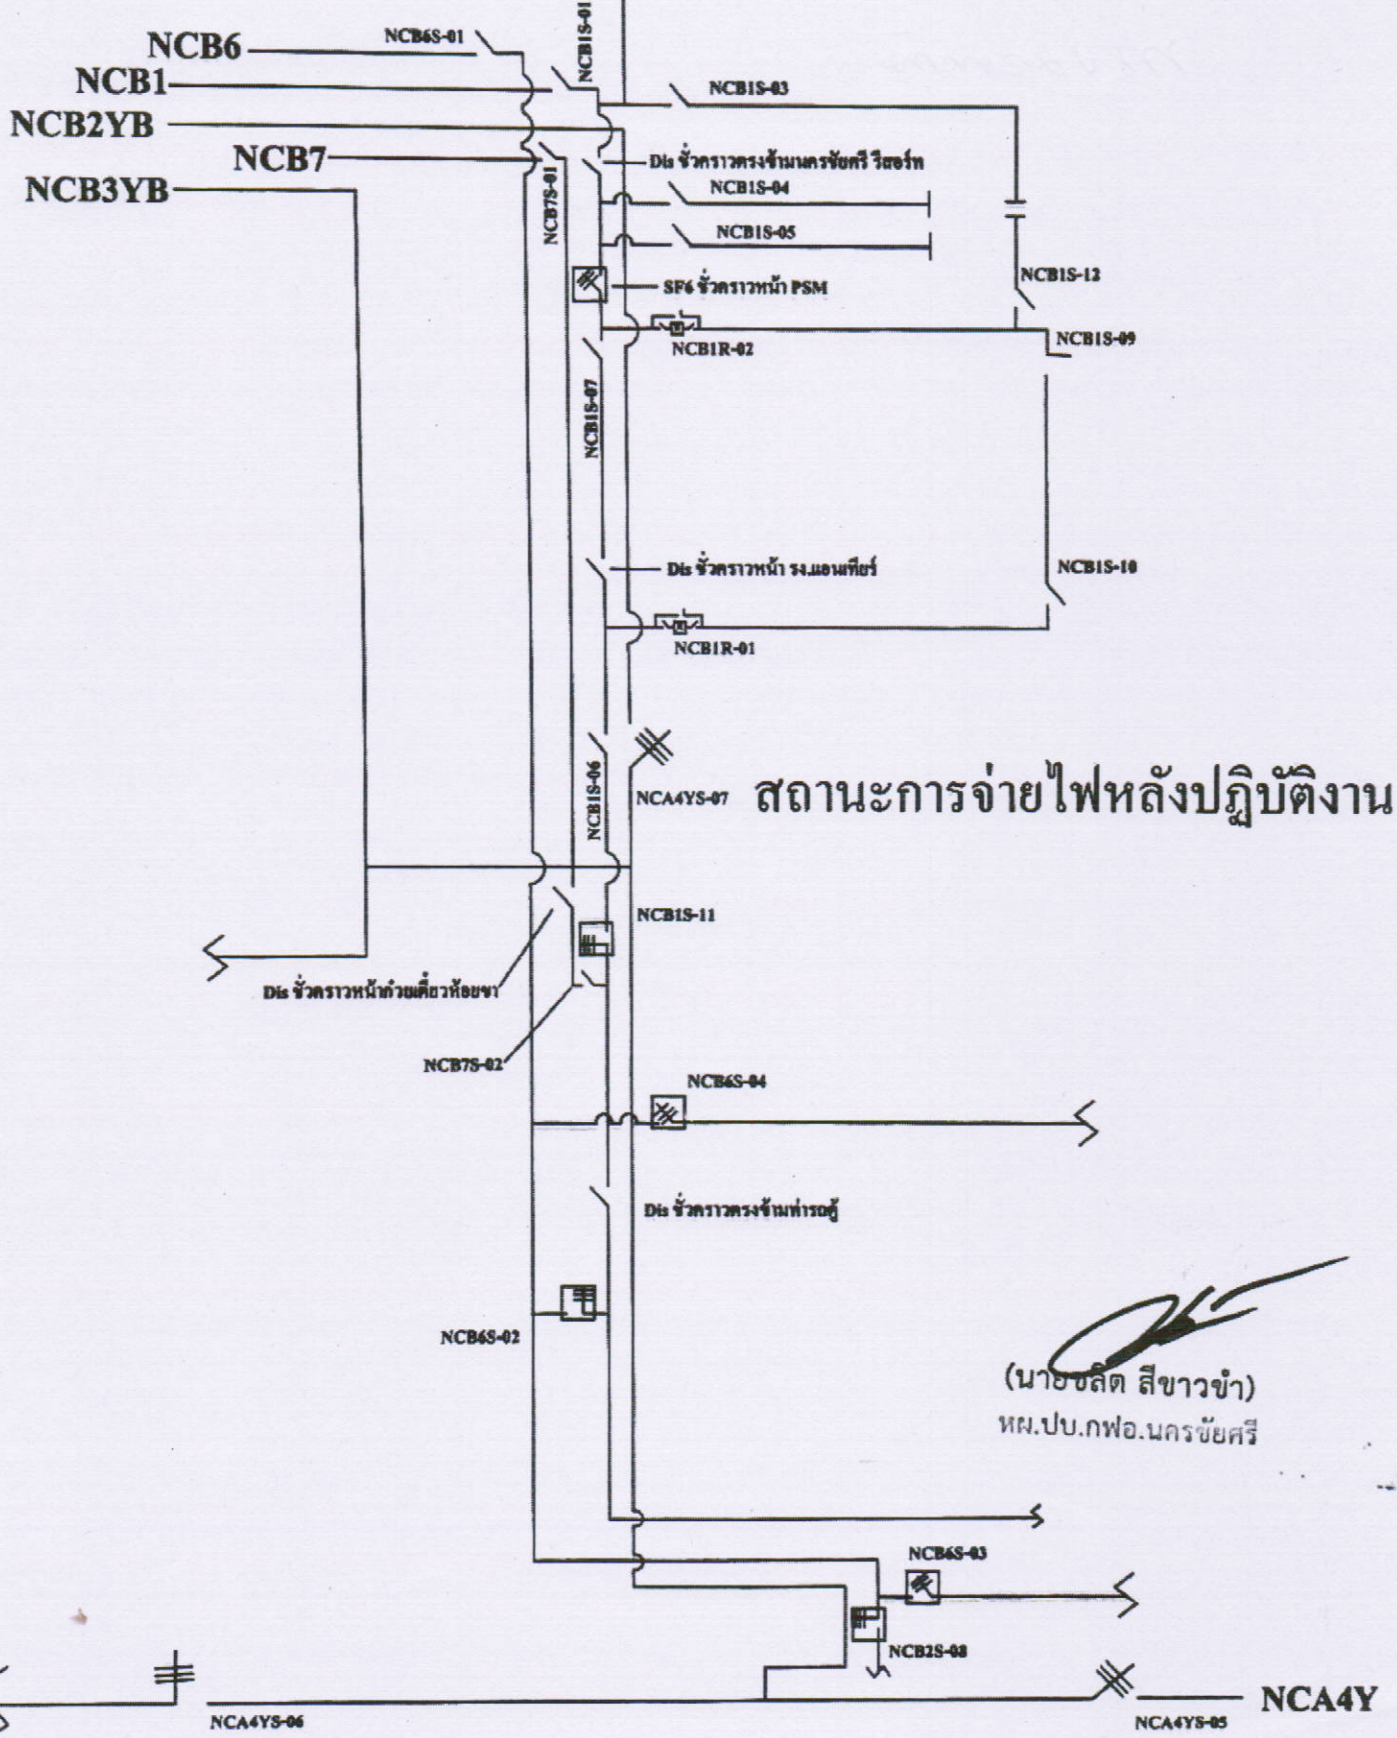 NCB1S-01
NCB6
NCB6S-01
NCB1
NCB1S-03
NCB2YB
NCB7
Dis ชั่วคราวตรงข้ามนครชัยศรี รีสอร์ท
NCB3YB
NCB7S-01
NCB1S-04
NCB1S-05
NCB1S-12
SF6 ชั่วคราวหน้า PSM
NCB1S-09
NCB1R-02
NCB1S-07
Dis ชั่วคราวหน้า รง.แอนเทียร์
NCB1S-10
NCB1R-01
NCB1S-06
NCA4YS-07
สถานะการจ่ายไฟหลังปฏิบัติงาน
NCB1S-11
Dis ชั่วคราวหน้าก๋วยเตี๋ยวห้อยขา
NCB7S-02
NCB6S-04
Dis ชั่วคราวตรงข้ามท่ารถตู้
NCB6S-02
(นายชลิต สีขาวขำ)
หผ.ปบ.กฟอ.นครชัยศรี
NCB6S-03
NCB2S-08
NCA4Y
NCA4YS-06
NCA4YS-05